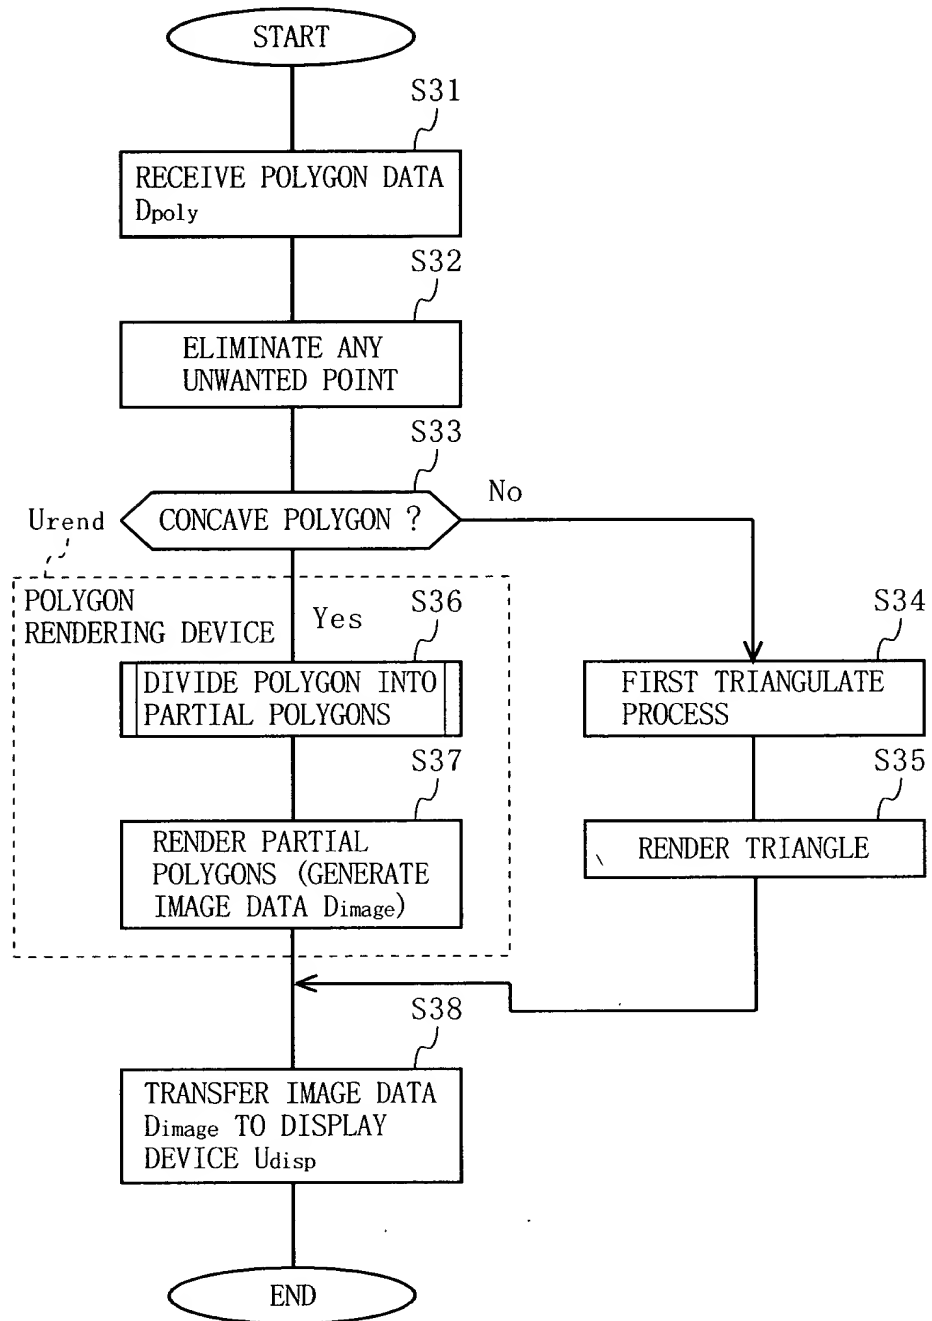 START
S31
RECEIVE POLYGON DATA
Dpoly
S32
ELIMINATE ANY
UNWANTED POINT
S33
CONCAVE POLYGON ?
No
Urend
POLYGON
RENDERING DEVICE
Yes
S36
DIVIDE POLYGON INTO
PARTIAL POLYGONS
S34
FIRST TRIANGULATE
PROCESS
S37
RENDER PARTIAL
POLYGONS (GENERATE
IMAGE DATA Dimage)
S35
RENDER TRIANGLE
S38
TRANSFER IMAGE DATA
Dimage TO DISPLAY
DEVICE Udisp
END